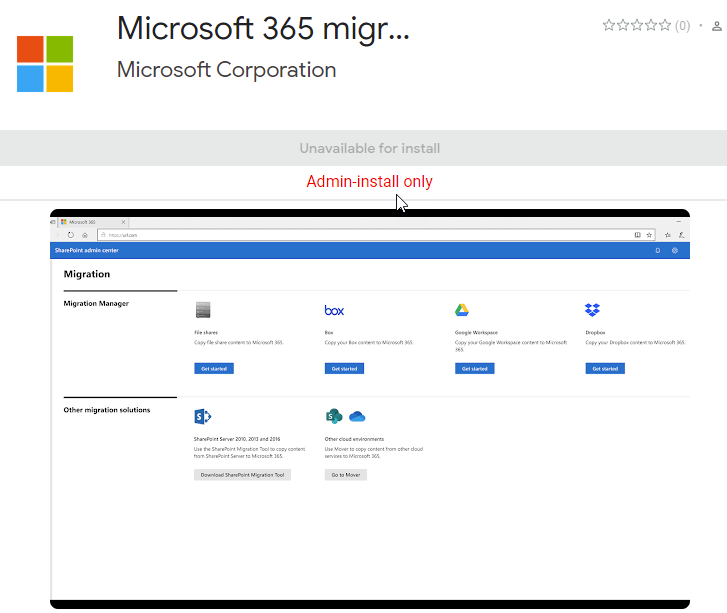 Microsoft 365 migr...
(0)
Microsoft Corporation
Unavailable for install
Admin-install only
Microsoft 365
SharePoint admin center
Migration
Migration Manager
box
File shares
Copy file share content to Microsoft 365.
Get started
Box
Copy your Box content to Microsoft 365.
Get started
Google Workspace
Copy your Google Workspace content to Microsoft
365.
Get started
Dropbox
Copy your Dropbox content to Microsoft 365.
Get started
Other migration solutions
SharePoint Server 2010, 2013 and 2016
Use the SharePoint Migration Tool to copy content
from SharePoint Server to Microsoft 365.
Download SharePoint Migration Tool
Other cloud environments
Use Mover to copy content from other cloud
services to Microsoft 365.
Go to Mover